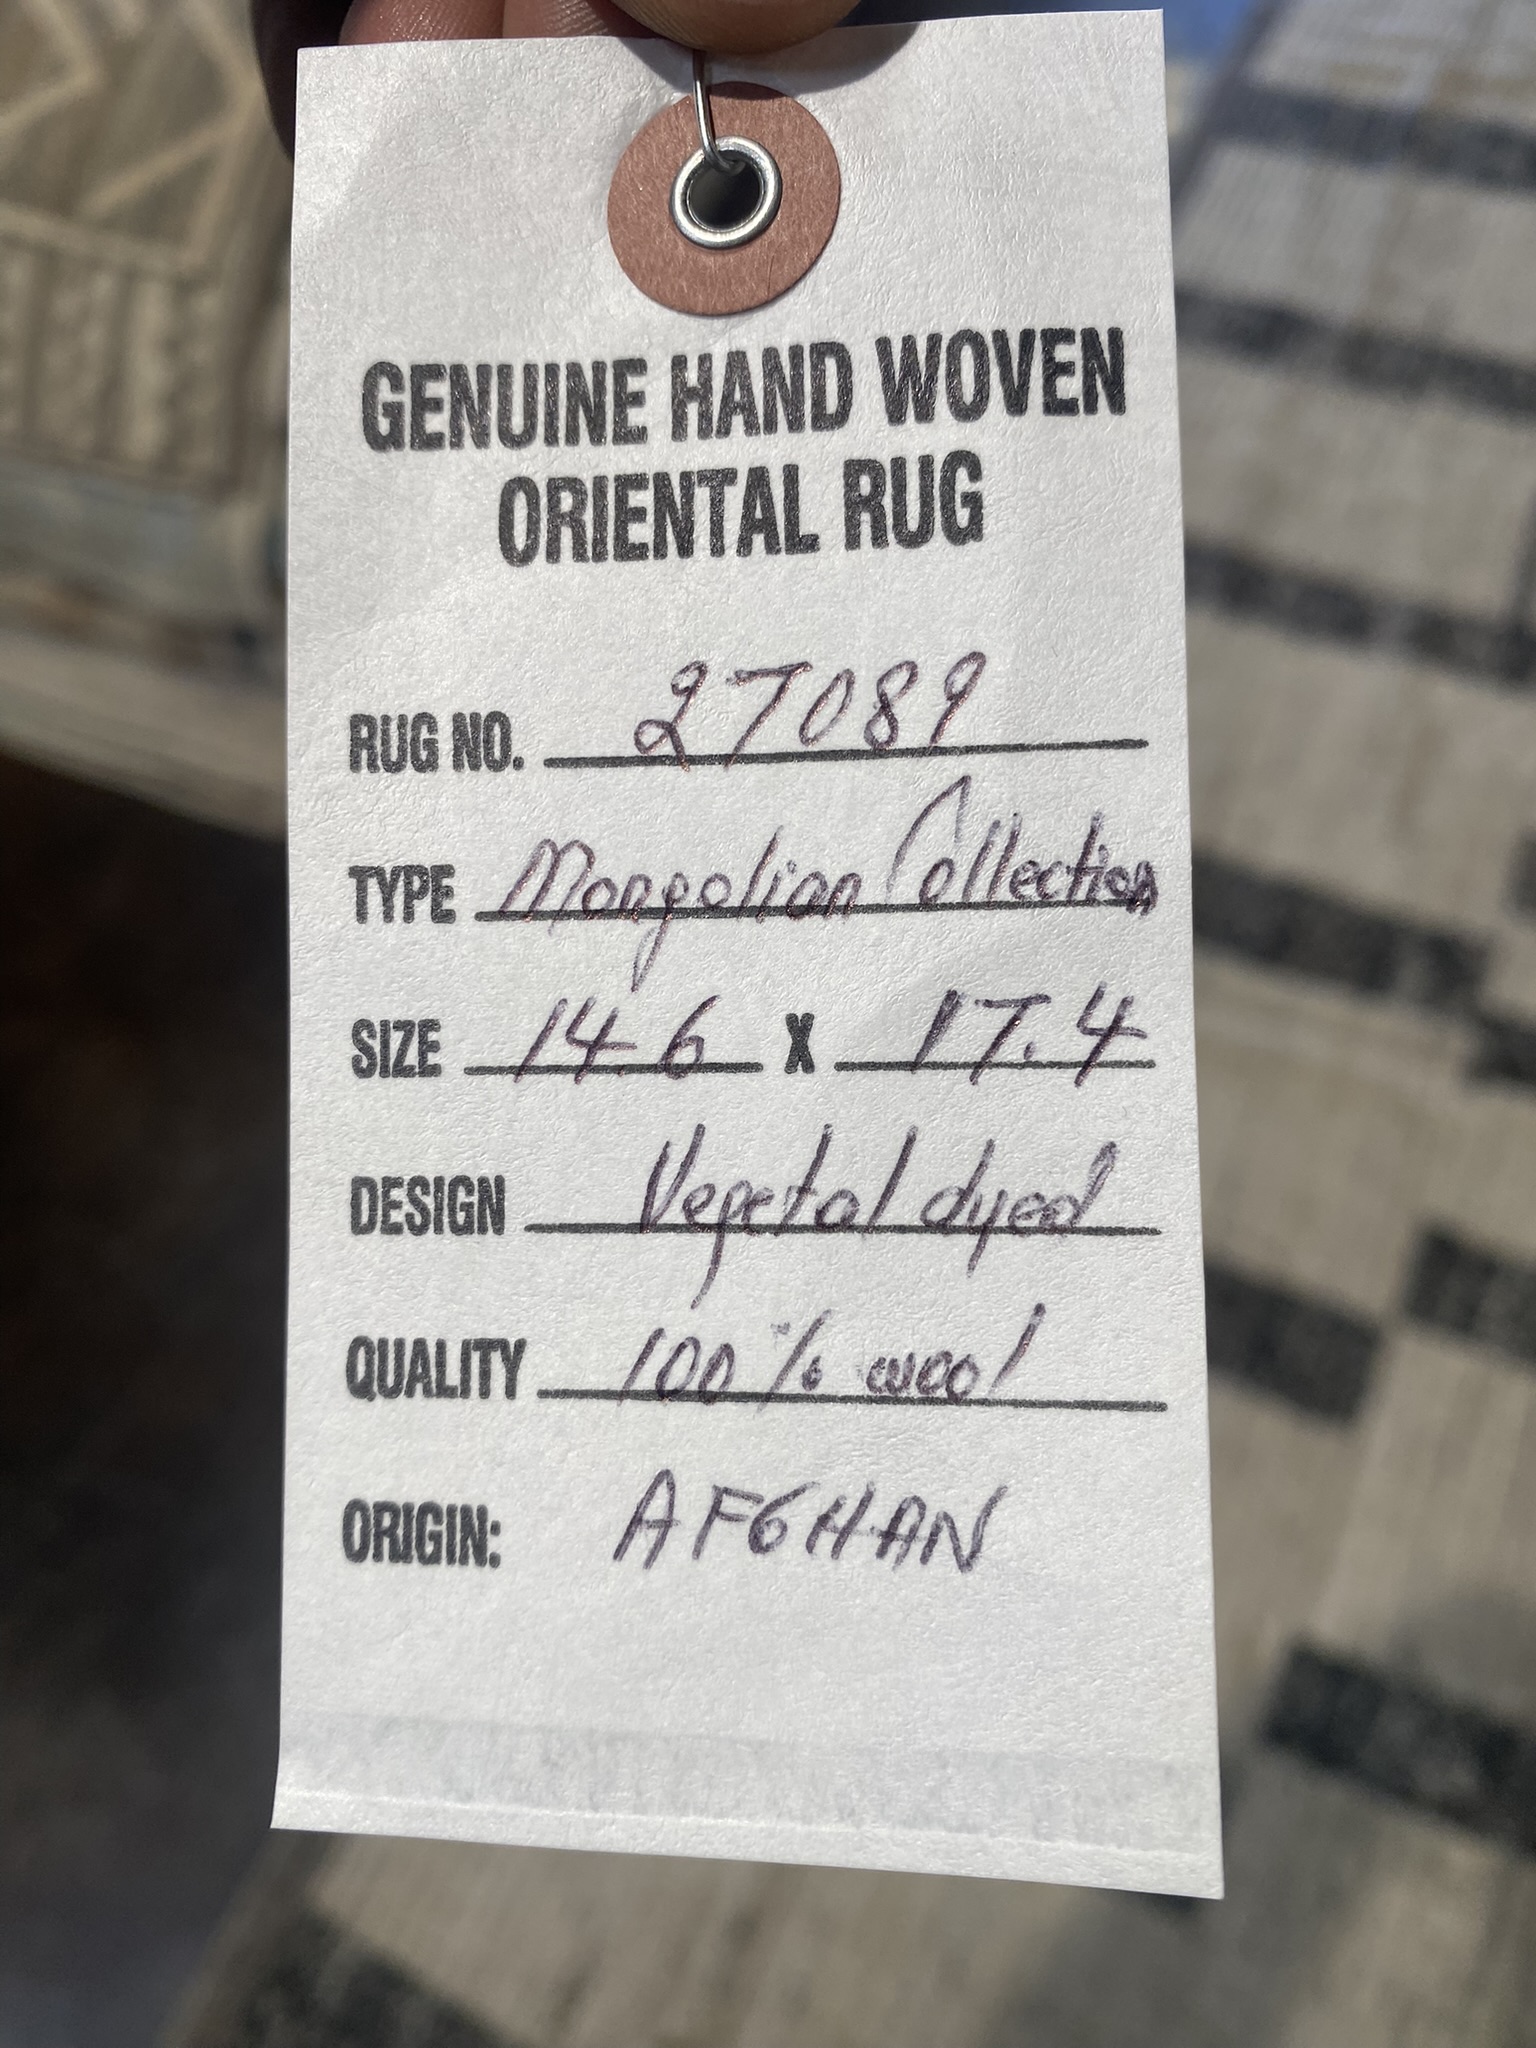 GENUINE HAND WOVEN
ORIENTAL RUG
RUG NO. 27089
TYPE Mongolian Collection
SIZE 14.6 X 17.4
DESIGN Vegetal dyed
QUALITY 100% wool
ORIGIN: AFGHAN